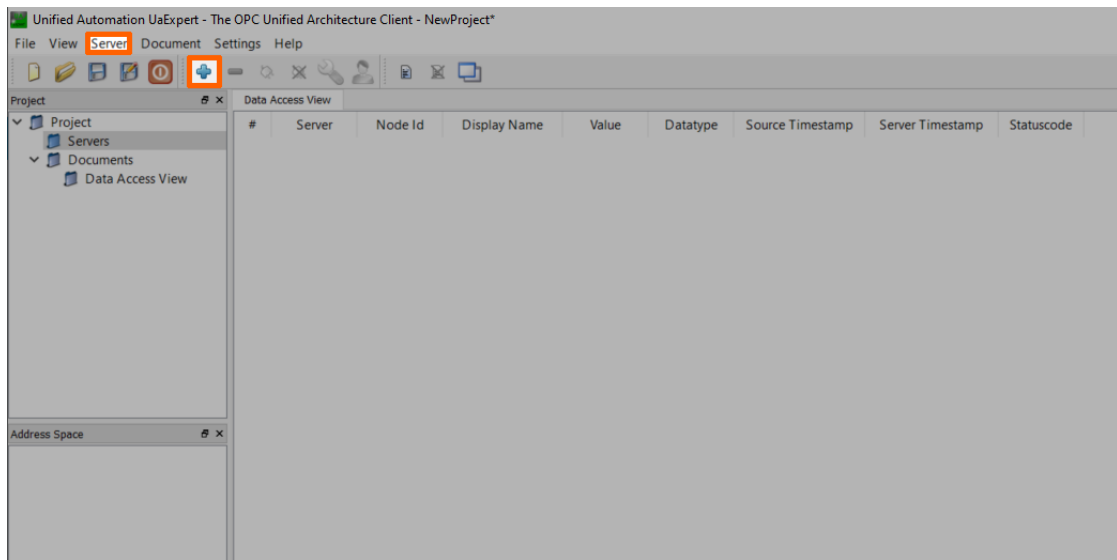 Unified Automation UaExpert - The OPC Unified Architecture Client - NewProject*
File View Server Document Settings Help
Project
Data Access View
Project
Servers
Documents
Data Access View
# Server Node Id Display Name Value Datatype Source Timestamp Server Timestamp Statuscode
Address Space